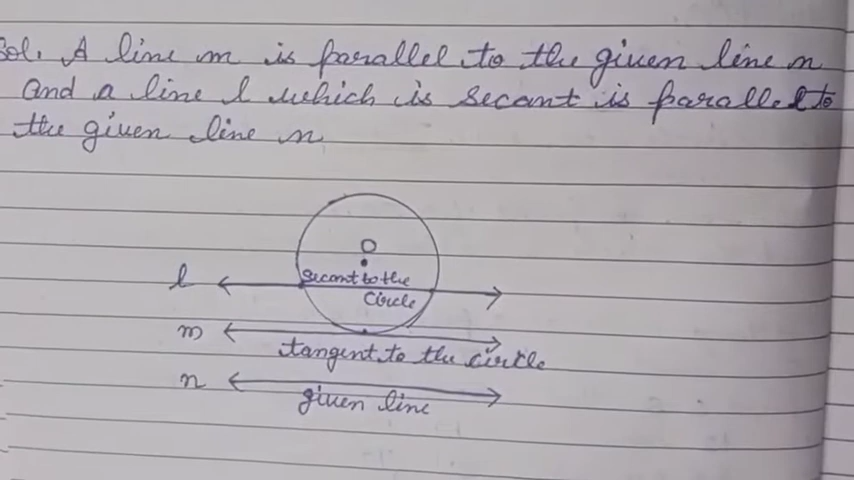 Sol. A line m is parallel to the given line n
and a line l which is secant is parallel to
the given line n
O
l
secant to the
circle
m
tangent to the circle
n
given line